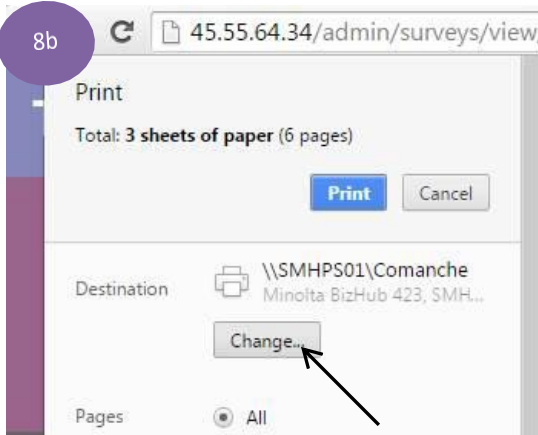 8b
45.55.64.34/admin/surveys/view/
Print
Total: 3 sheets of paper (6 pages)
Print Cancel
Destination \\SMHPS01\Comanche
Minolta BizHub 423, SMH...
Change...
Pages All